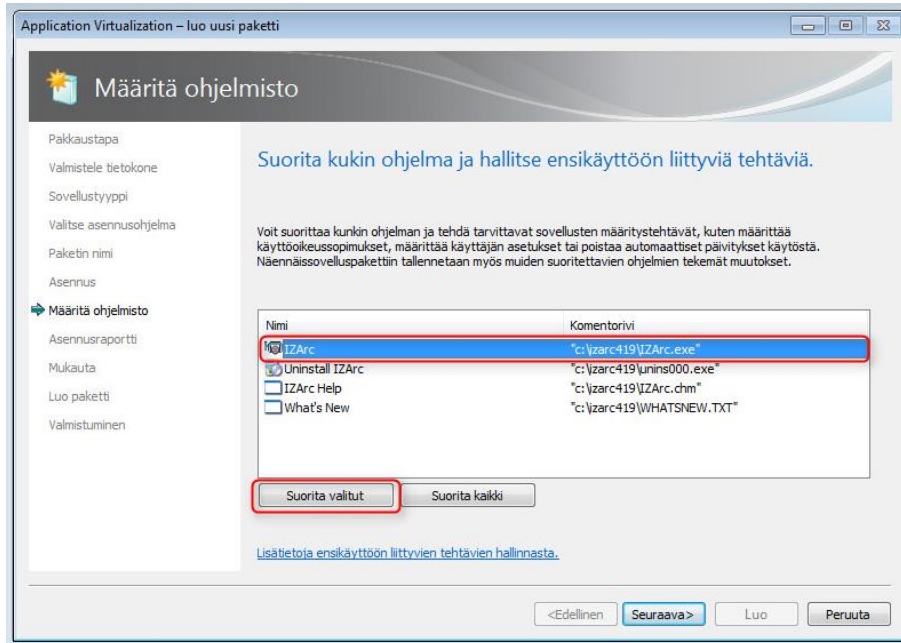 Application Virtualization – luo uusi paketti
Määritä ohjelmisto
Pakkaustapa
Valmistele tietokone
Sovellustyyppi
Valitse asennusohjelma
Paketin nimi
Asennus
Määritä ohjelmisto
Asennusraportti
Mukauta
Luo paketti
Valmistuminen
Suorita kukin ohjelma ja hallitse ensikäyttöön liittyviä tehtäviä.
Voit suorittaa kunkin ohjelman ja tehdä tarvittavat sovellusten määritystehtävät, kuten määrittää
käyttöoikeussopimukset, määrittää käyttäjän asetukset tai poistaa automaattiset päivitykset käytöstä.
Näennäissovelluspakettiin tallennetaan myös muiden suoritettavien ohjelmien tekemät muutokset.
Nimi Komentorivi
IZArc "c:\izarc419\IZArc.exe"
Uninstall IZArc "c:\izarc419\unins000.exe"
IZArc Help "c:\izarc419\IZArc.chm"
What's New "c:\izarc419\WHATSNEW.TXT"
Suorita valitut Suorita kaikki
Lisätietoja ensikäyttöön liittyvien tehtävien hallinnasta.
<Edellinen Seuraava> Luo Peruuta